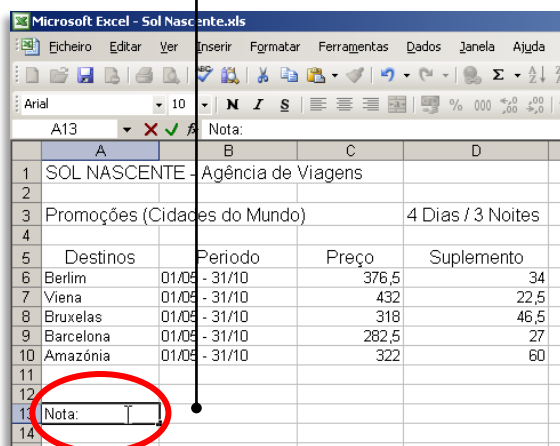 Microsoft Excel - Sol Nascente.xls
Ficheiro Editar Ver Inserir Formatar Ferramentas Dados Janela Ajuda
Arial 10 N I S % 000
A13 fx Nota:
A B C D
1 SOL NASCENTE - Agência de Viagens
2
3 Promoções (Cidades do Mundo) 4 Dias / 3 Noites
4
5 Destinos Periodo Preço Suplemento
6 Berlim 01/05 - 31/10 376,5 34
7 Viena 01/05 - 31/10 432 22,5
8 Bruxelas 01/05 - 31/10 318 46,5
9 Barcelona 01/05 - 31/10 282,5 27
10 Amazónia 01/05 - 31/10 322 60
11
12
13 Nota:
14